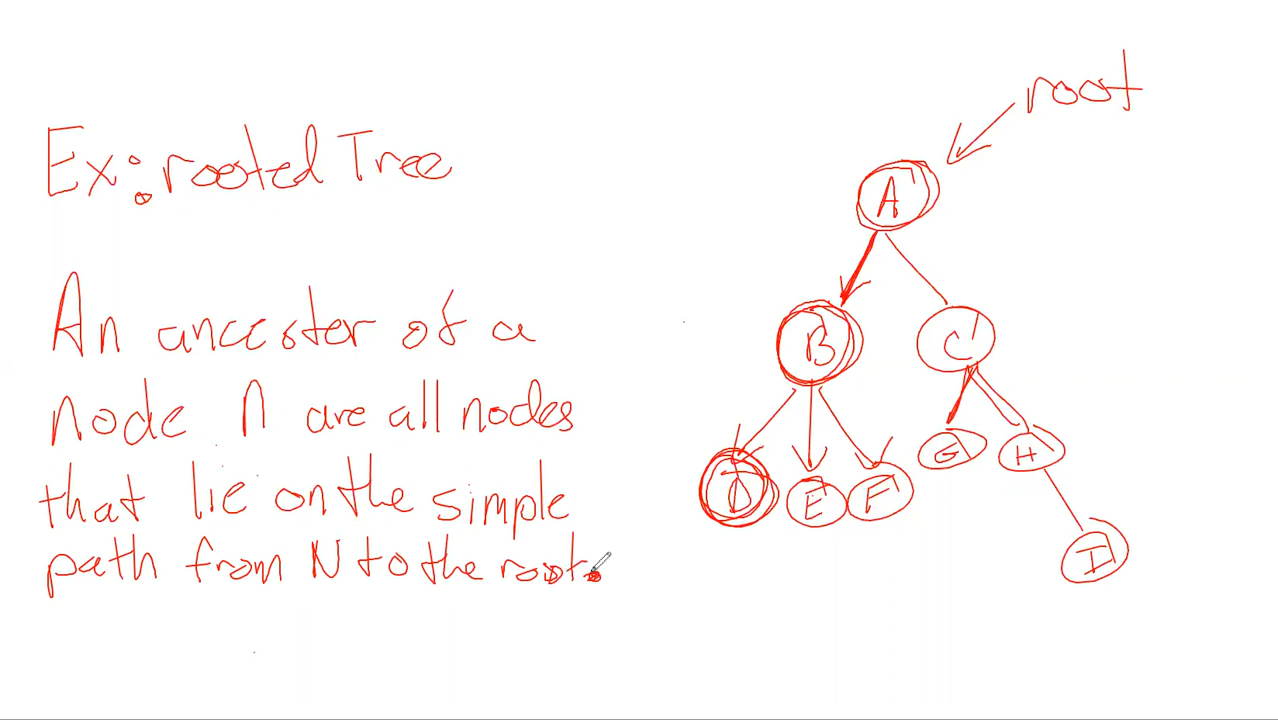 Ex: rooted Tree
An ancestor of a
node n are all nodes
that lie on the simple
path from N to the root.
root
A
B
C
D
E
F
G
H
I